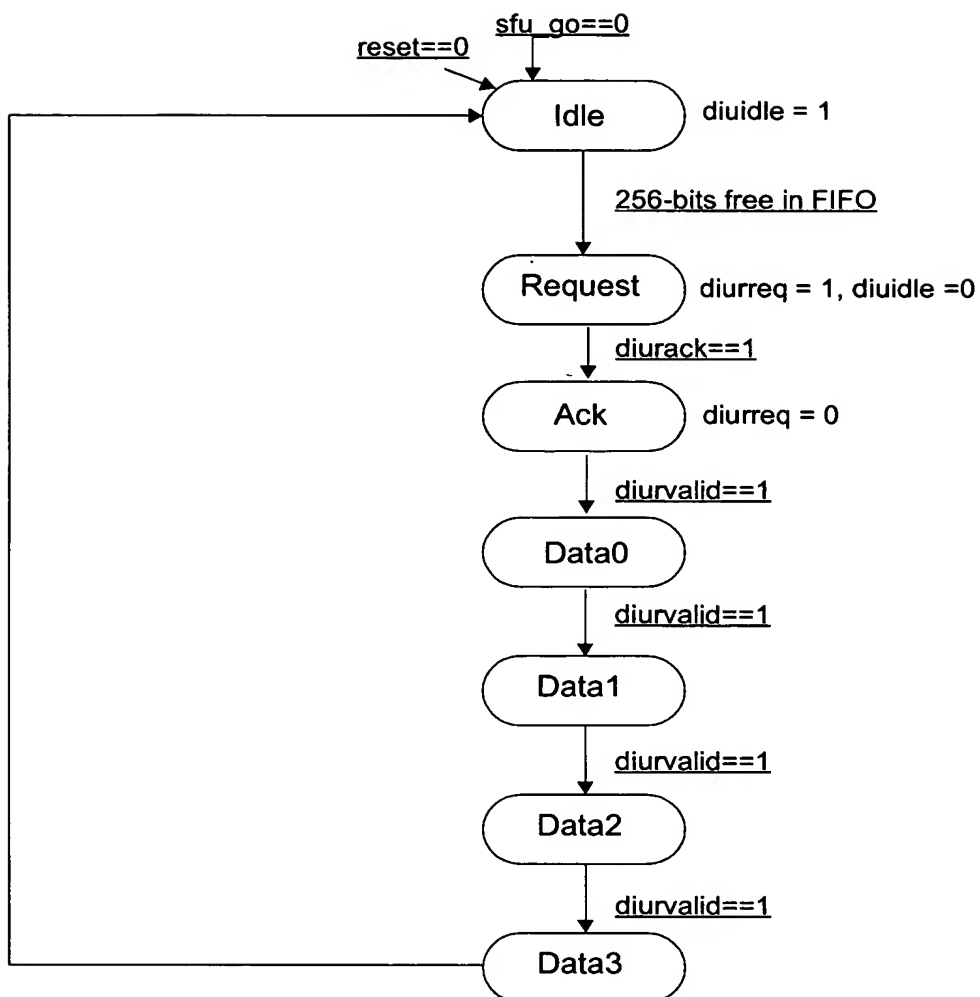 sfu_go==0
reset==0
Idle
diuidle = 1
256-bits free in FIFO
Request
diurreq = 1, diuidle =0
diurack==1
Ack
diurreq = 0
diurvalid==1
Data0
diurvalid==1
Data1
diurvalid==1
Data2
diurvalid==1
Data3